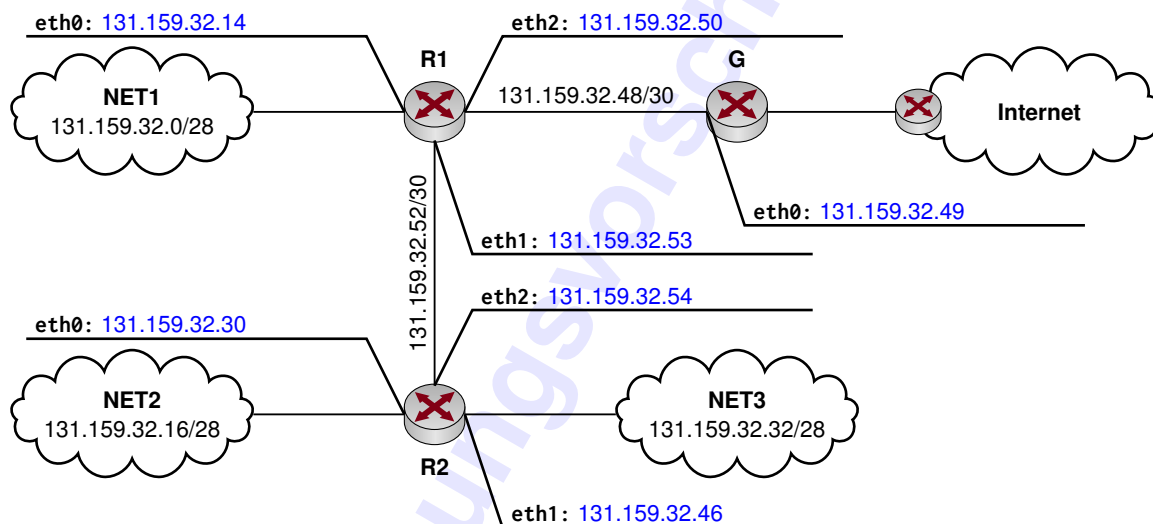 eth0: 131.159.32.14
eth2: 131.159.32.50
R1
G
NET1
131.159.32.0/28
131.159.32.48/30
Internet
eth0: 131.159.32.49
131.159.32.52/30
eth1: 131.159.32.53
eth2: 131.159.32.54
eth0: 131.159.32.30
NET2
131.159.32.16/28
NET3
131.159.32.32/28
R2
eth1: 131.159.32.46
ungsvorsch